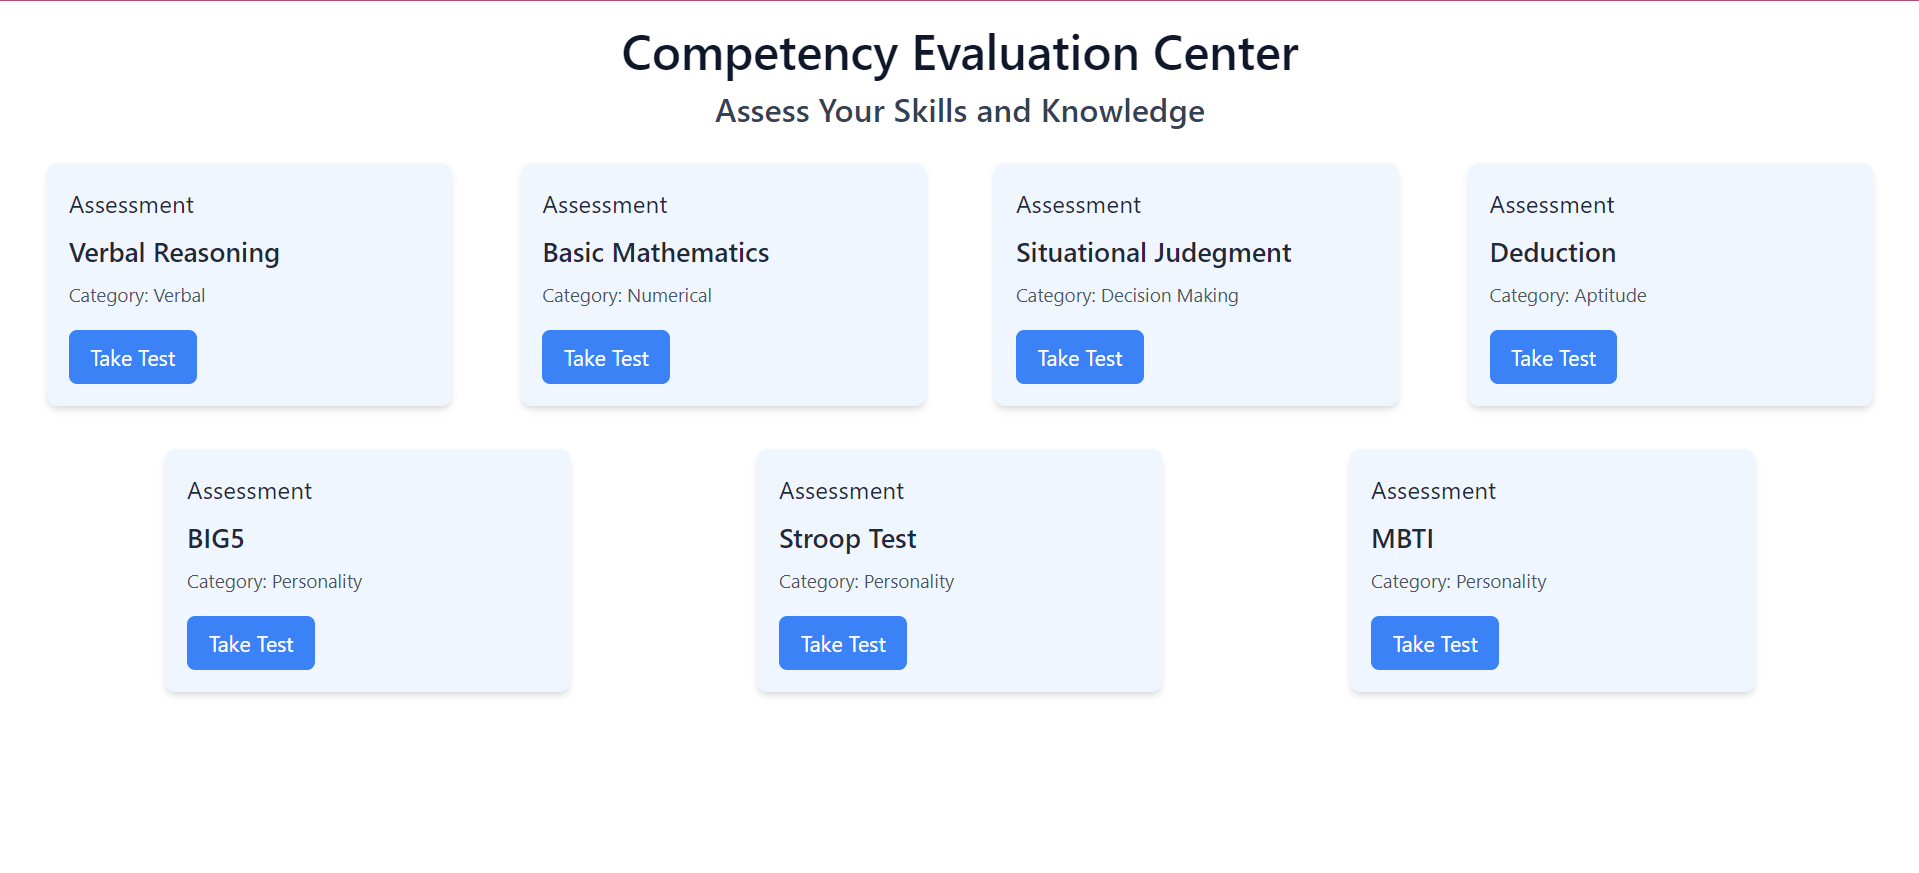 Competency Evaluation Center
Assess Your Skills and Knowledge
Assessment
Verbal Reasoning
Category: Verbal
Take Test
Assessment
Basic Mathematics
Category: Numerical
Take Test
Assessment
Situational Judegment
Category: Decision Making
Take Test
Assessment
Deduction
Category: Aptitude
Take Test
Assessment
BIG5
Category: Personality
Take Test
Assessment
Stroop Test
Category: Personality
Take Test
Assessment
MBTI
Category: Personality
Take Test